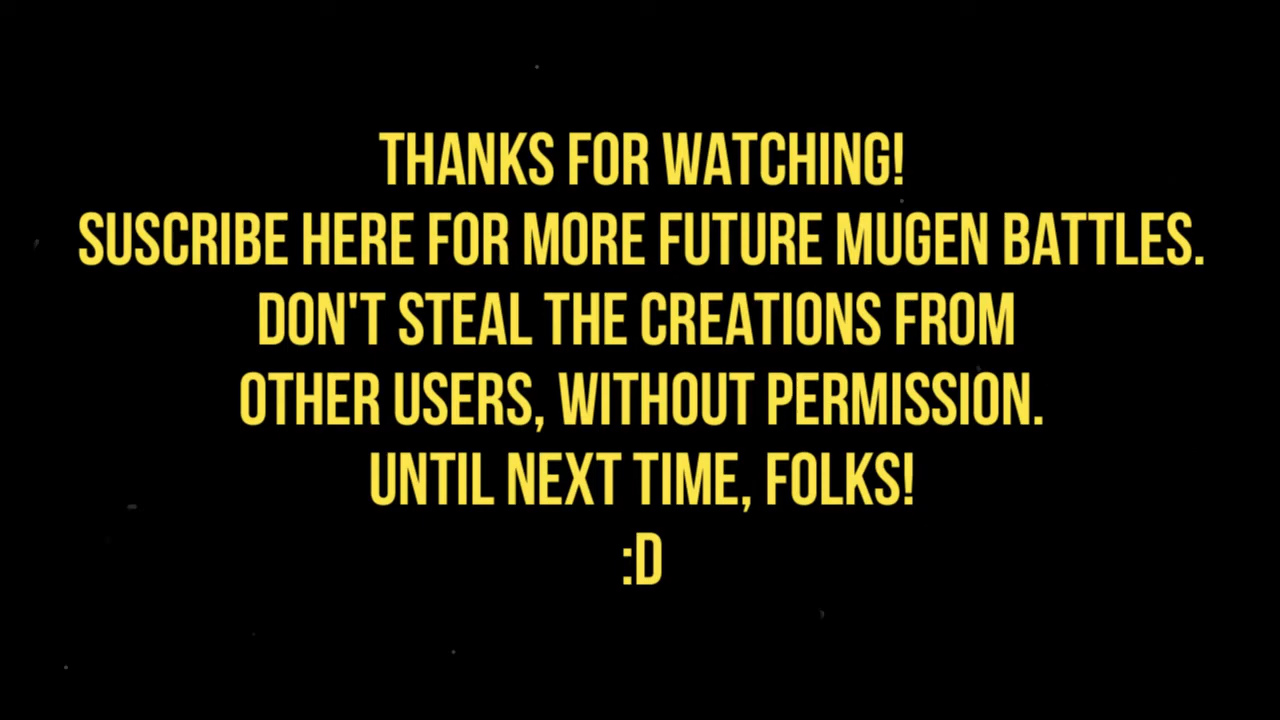 THANKS FOR WATCHING!
SUSCRIBE HERE FOR MORE FUTURE MUGEN BATTLES.
DON'T STEAL THE CREATIONS FROM
OTHER USERS, WITHOUT PERMISSION.
UNTIL NEXT TIME, FOLKS!
:D